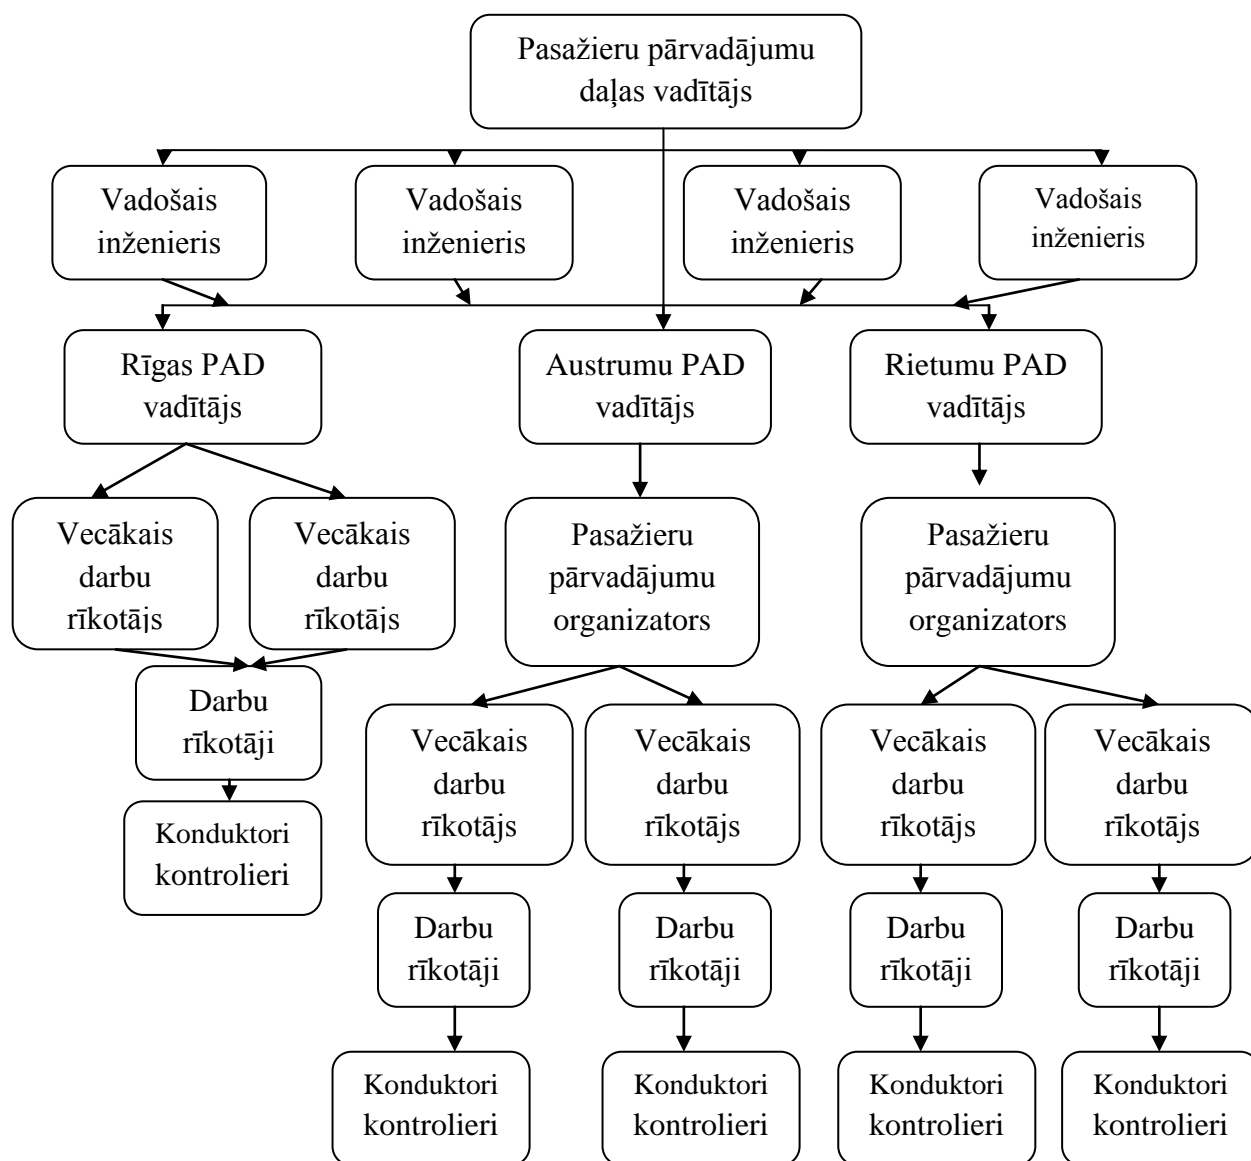 Pasažieru pārvadājumu
daļas vadītājs
Vadošais
inženieris
Vadošais
inženieris
Vadošais
inženieris
Vadošais
inženieris
Rīgas PAD
vadītājs
Austrumu PAD
vadītājs
Rietumu PAD
vadītājs
Vecākais
darbu
rīkotājs
Vecākais
darbu
rīkotājs
Pasažieru
pārvadājumu
organizators
Pasažieru
pārvadājumu
organizators
Darbu
rīkotāji
Konduktori
kontrolieri
Vecākais
darbu
rīkotājs
Vecākais
darbu
rīkotājs
Vecākais
darbu
rīkotājs
Vecākais
darbu
rīkotājs
Darbu
rīkotāji
Darbu
rīkotāji
Darbu
rīkotāji
Darbu
rīkotāji
Konduktori
kontrolieri
Konduktori
kontrolieri
Konduktori
kontrolieri
Konduktori
kontrolieri